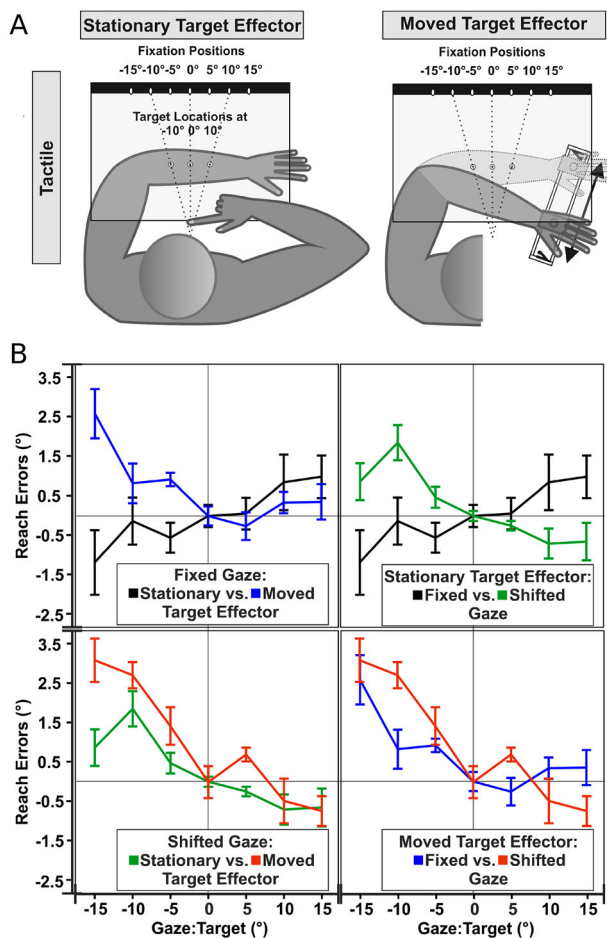 A
Stationary Target Effector
Moved Target Effector
Fixation Positions
-15°-10°-5° 0° 5° 10° 15°
Fixation Positions
-15°-10°-5° 0° 5° 10° 15°
Target Locations at
-10° 0° 10°
Tactile
B
Reach Errors (°)
3.5
2.5
1.5
0.5
-0.5
-1.5
-2.5
Fixed Gaze:
Stationary vs. Moved
Target Effector
Stationary Target Effector:
Fixed vs. Shifted
Gaze
Reach Errors (°)
3.5
2.5
1.5
0.5
-0.5
-1.5
-2.5
Shifted Gaze:
Stationary vs. Moved
Target Effector
Moved Target Effector:
Fixed vs. Shifted
Gaze
-15 -10 -5 0 5 10 15
Gaze:Target (°)
-15 -10 -5 0 5 10 15
Gaze:Target (°)